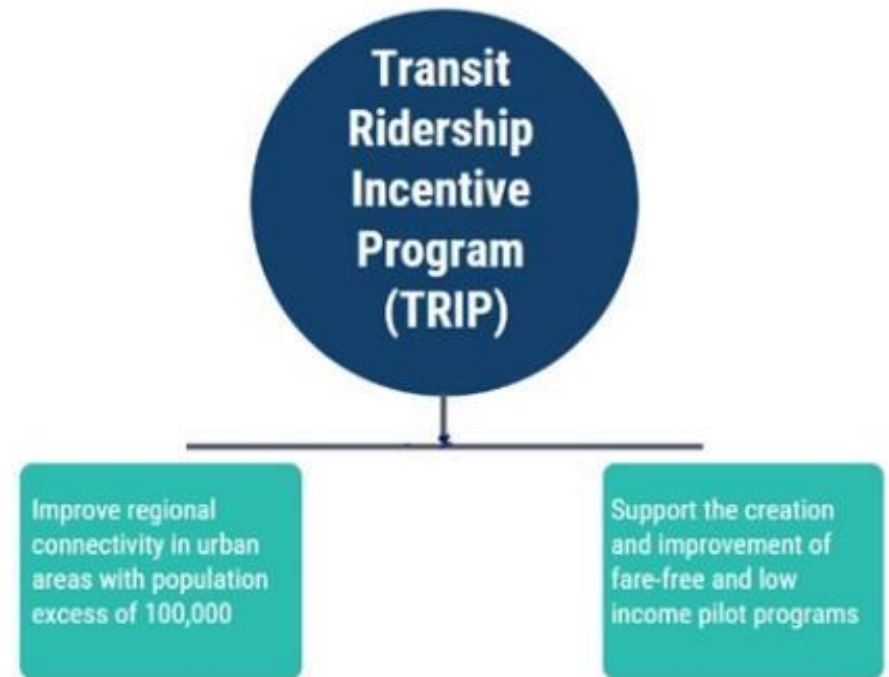 Transit
Ridership
Incentive
Program
(TRIP)
Improve regional
connectivity in urban
areas with population
excess of 100,000
Support the creation
and improvement of
fare-free and low
income pilot programs